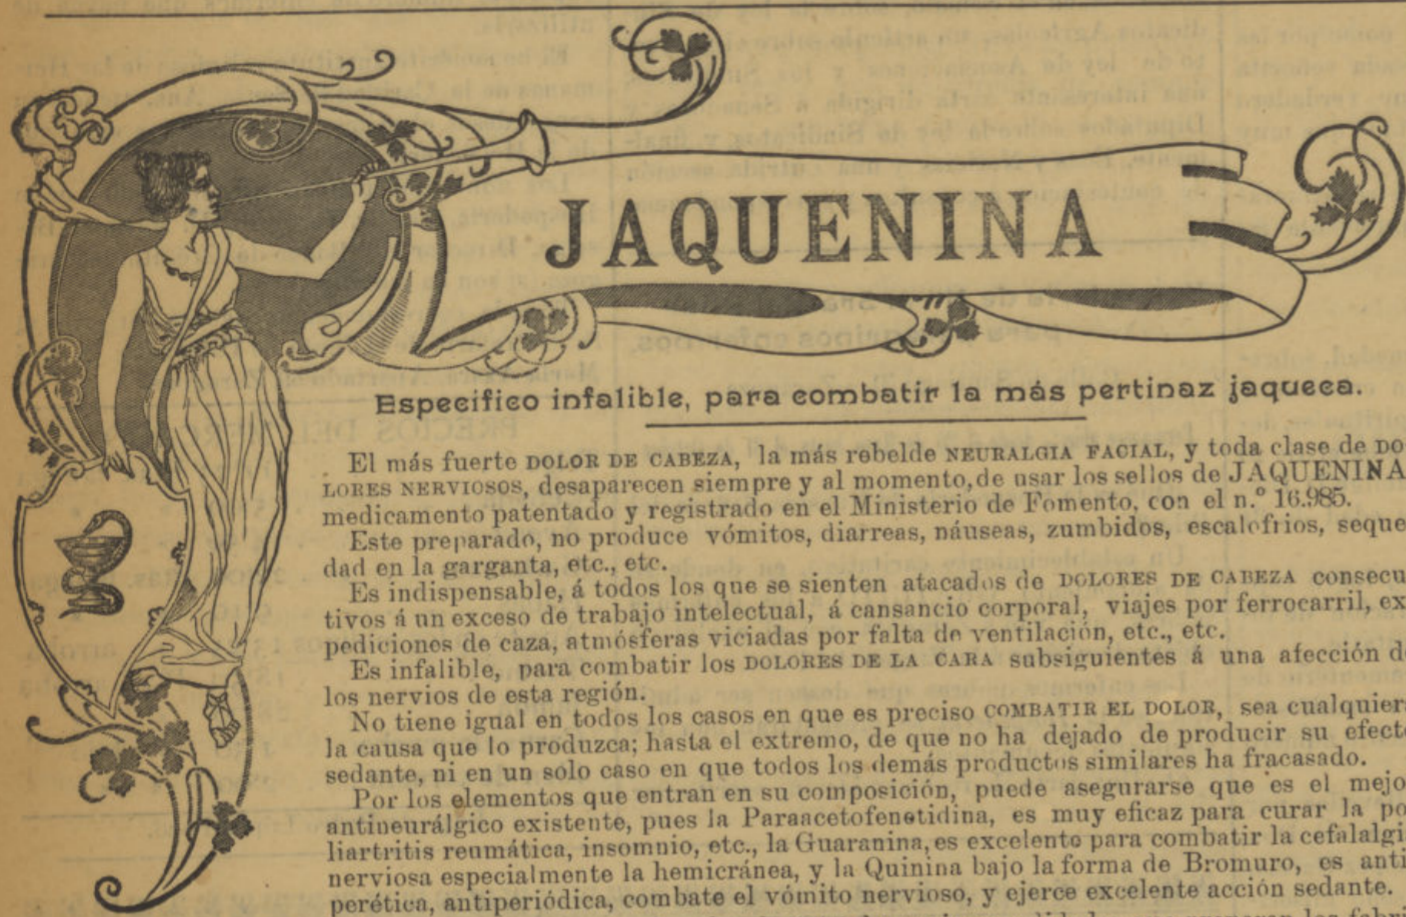 JAQUENINA
Especifico infalible, para combatir la más pertinaz jaqueca.
El más fuerte DOLOR DE CABEZA, la más rebelde NEURALGIA FACIAL, y toda clase de DO
LORES NERVIOSOS, desaparecen siempre y al momento, de usar los sellos de JAQUENINA
medicamento patentado y registrado en el Ministerio de Fomento, con el n.º 16.985.
Este preparado, no produce vómitos, diarreas, náuseas, zumbidos, escalofrios, seque
dad en la garganta, etc., etc.
Es indispensable, á todos los que se sienten atacados de DOLORES DE CABEZA consecu
tivos á un exceso de trabajo intelectual, á cansancio corporal, viajes por ferrocarril, ex
pediciones de caza, atmósferas viciadas por falta de ventilación, etc., etc.
Es infalible, para combatir los DOLORES DE LA CARA subsiguientes á una afección d
los nervios de esta región.
No tiene igual en todos los casos en que es preciso COMBATIR EL DOLOR, sea cualquier
la causa que lo produzca; hasta el extremo, de que no ha dejado de producir su efect
sedante, ni en un solo caso en que todos los demás productos similares ha fracasado.
Por los elementos que entran en su composición, puede asegurarse que es el mejo
antineurálgico existente, pues la Paraacetofenetidina, es muy eficaz para curar la po
liartritis reumática, insomnio, etc., la Guaranina, es excelento para combatir la cefalalgi
nerviosa especialmente la hemicránea, y la Quinina bajo la forma de Bromuro, es anti
perética, antiperiódica, combate el vómito nervioso, y ejerce excelente acción sedante.